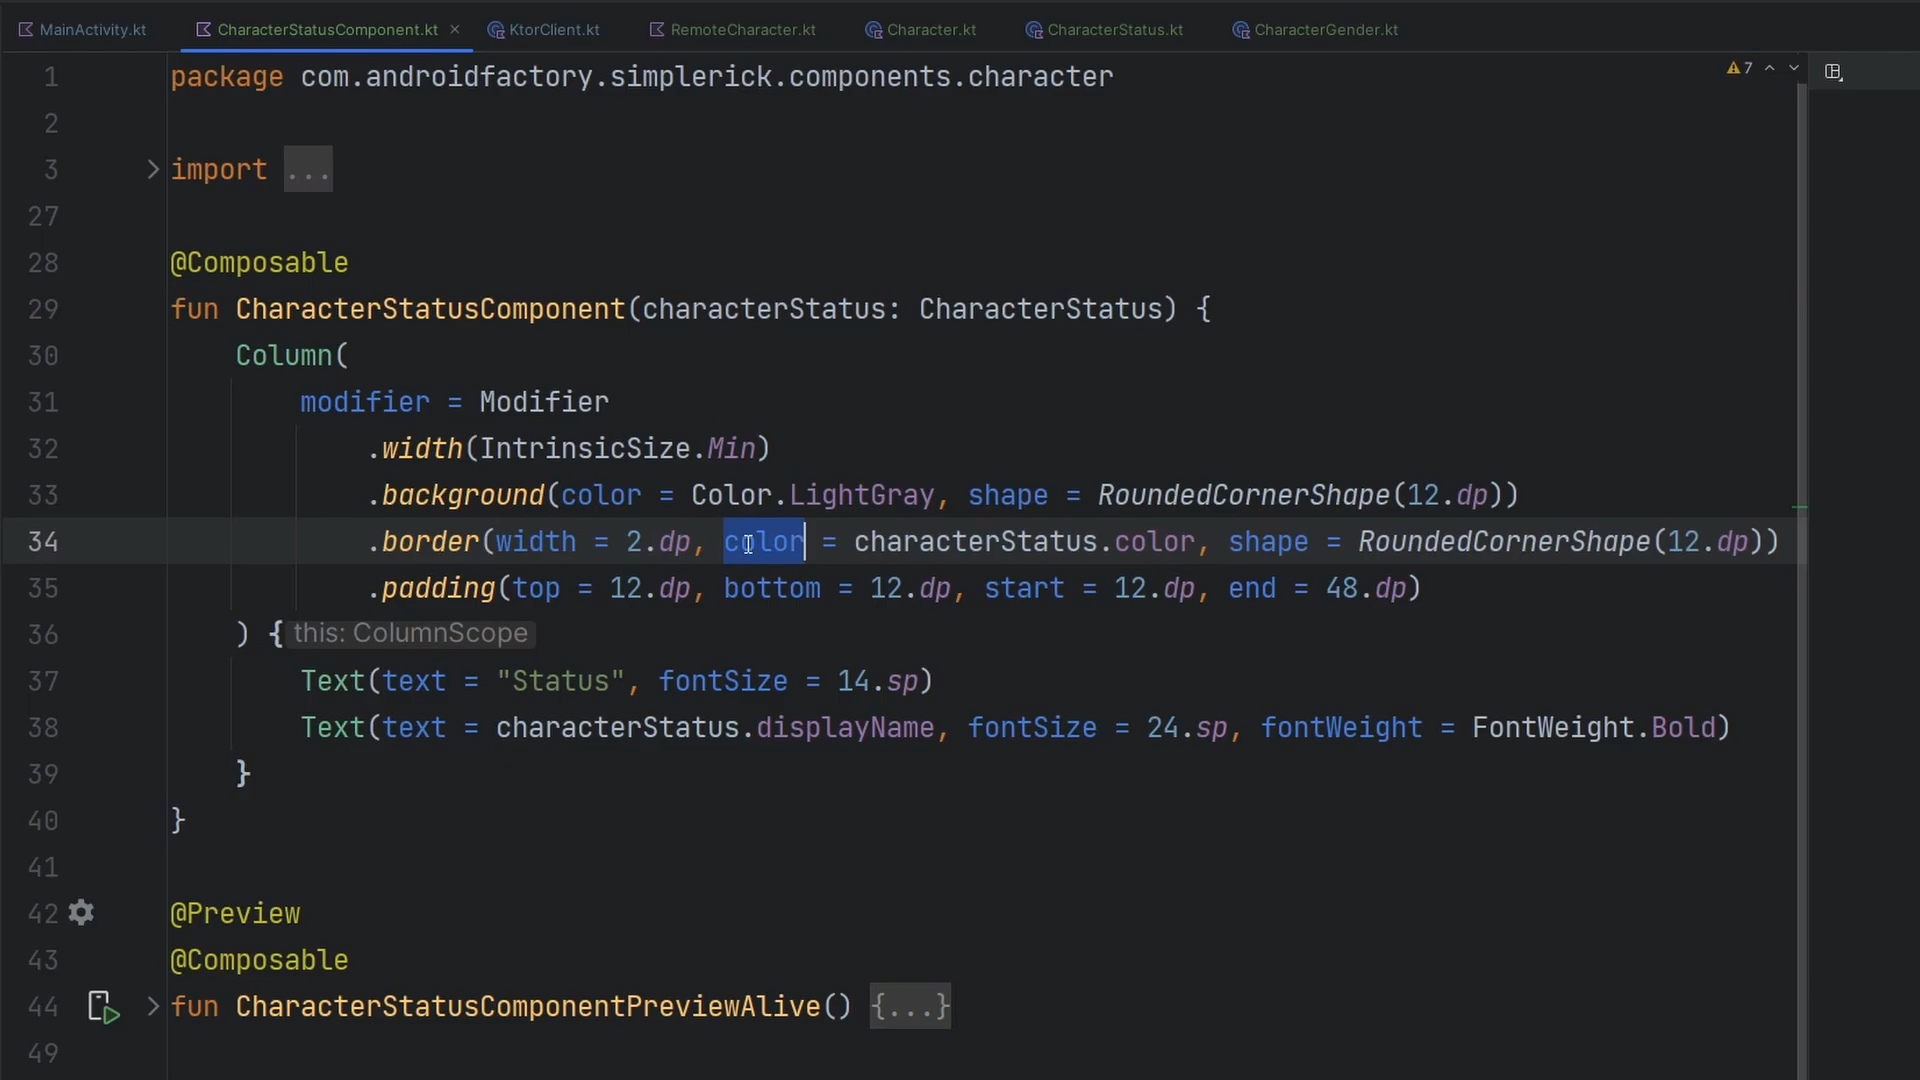 MainActivity.kt CharacterStatusComponent.kt KtorClient.kt RemoteCharacter.kt Character.kt CharacterStatus.kt CharacterGender.kt
1 package com.androidfactory.simplerick.components.character
7
2
3 import ...
27
28 @Composable
29 fun CharacterStatusComponent(characterStatus: CharacterStatus) {
30 Column(
31 modifier = Modifier
32 .width(IntrinsicSize.Min)
33 .background(color = Color.LightGray, shape = RoundedCornerShape(12.dp))
34 .border(width = 2.dp, color = characterStatus.color, shape = RoundedCornerShape(12.dp))
35 .padding(top = 12.dp, bottom = 12.dp, start = 12.dp, end = 48.dp)
36 ) { this: ColumnScope
37 Text(text = "Status", fontSize = 14.sp)
38 Text(text = characterStatus.displayName, fontSize = 24.sp, fontWeight = FontWeight.Bold)
39 }
40 }
41
42 @Preview
43 @Composable
44 fun CharacterStatusComponentPreviewAlive() {...}
49